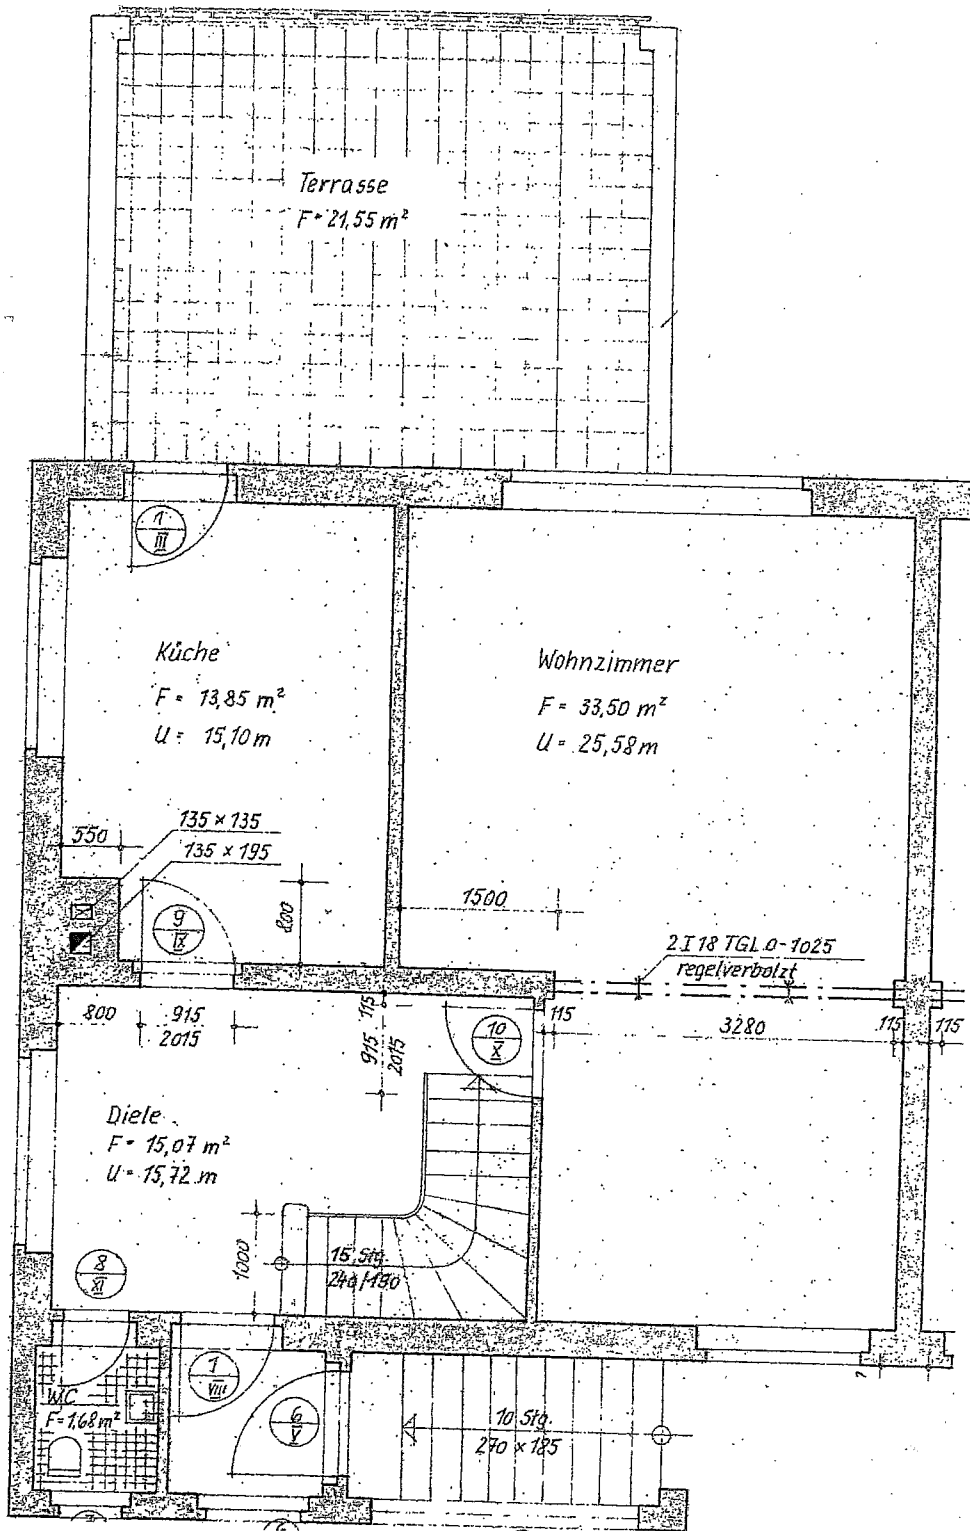 Terrasse
F = 21,55 m²
1
III
Küche
F = 13,85 m²
U = 15,10 m
Wohnzimmer
F = 33,50 m²
U = 25,58 m
550
135 × 135
135 × 195
9
IX
800
1500
2 I 18 TGL 0-1025
regelverbolzt
800
915
2015
115
915
2015
10
X
115
3280
115
115
Diele
F = 15,07 m²
U = 15,72 m
1000
15 Stg.
240/190
8
XI
7
VIII
WC
F = 1,68 m²
6
V
10 Stg.
270 × 185